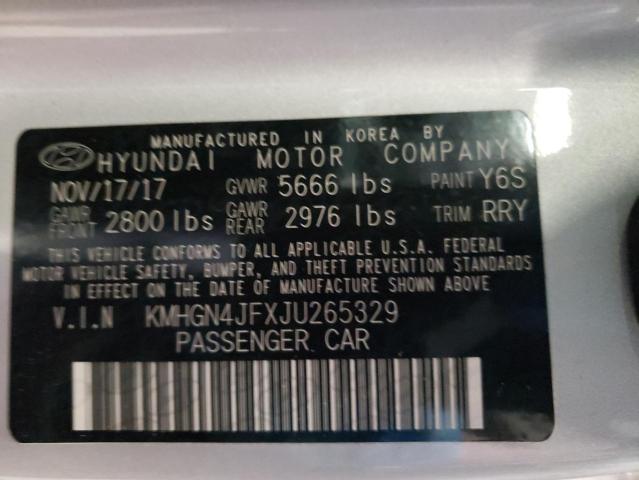 MANUFACTURED IN KOREA BY
HYUNDAI MOTOR COMPANY
NOV/17/17 GVWR 5666 lbs PAINT Y6S
GAWR FRONT 2800 lbs GAWR REAR 2976 lbs TRIM RRY
THIS VEHICLE CONFORMS TO ALL APPLICABLE U.S.A. FEDERAL
MOTOR VEHICLE SAFETY, BUMPER, AND THEFT PREVENTION STANDARDS
IN EFFECT ON THE DATE OF MANUFACTURE SHOWN ABOVE
V.I.N KMHGN4JFXJU265329
PASSENGER CAR